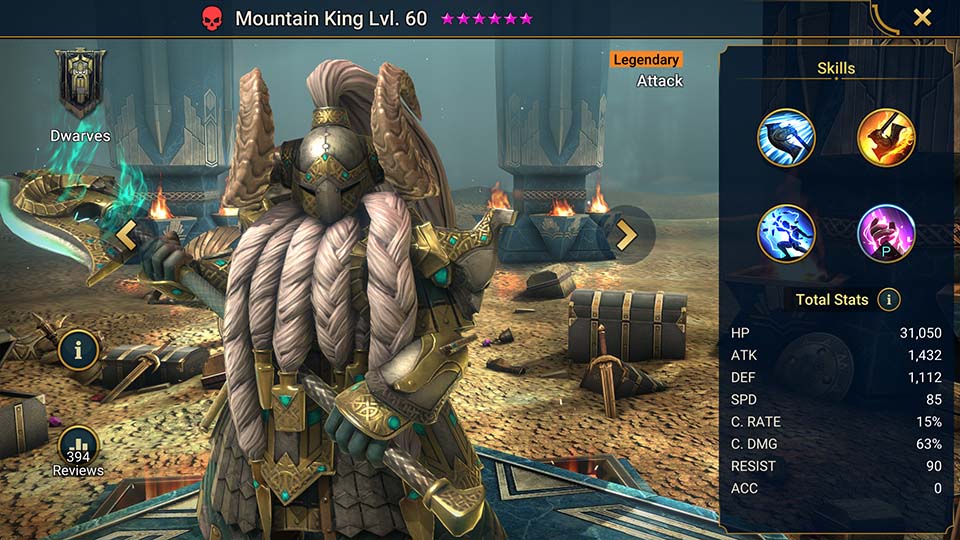 Mountain King Lvl. 60
Dwarves
Legendary
Attack
Skills
P
Total Stats i
HP 31,050
ATK 1,432
DEF 1,112
SPD 85
C. RATE 15%
C. DMG 63%
RESIST 90
ACC 0
i
394
Reviews